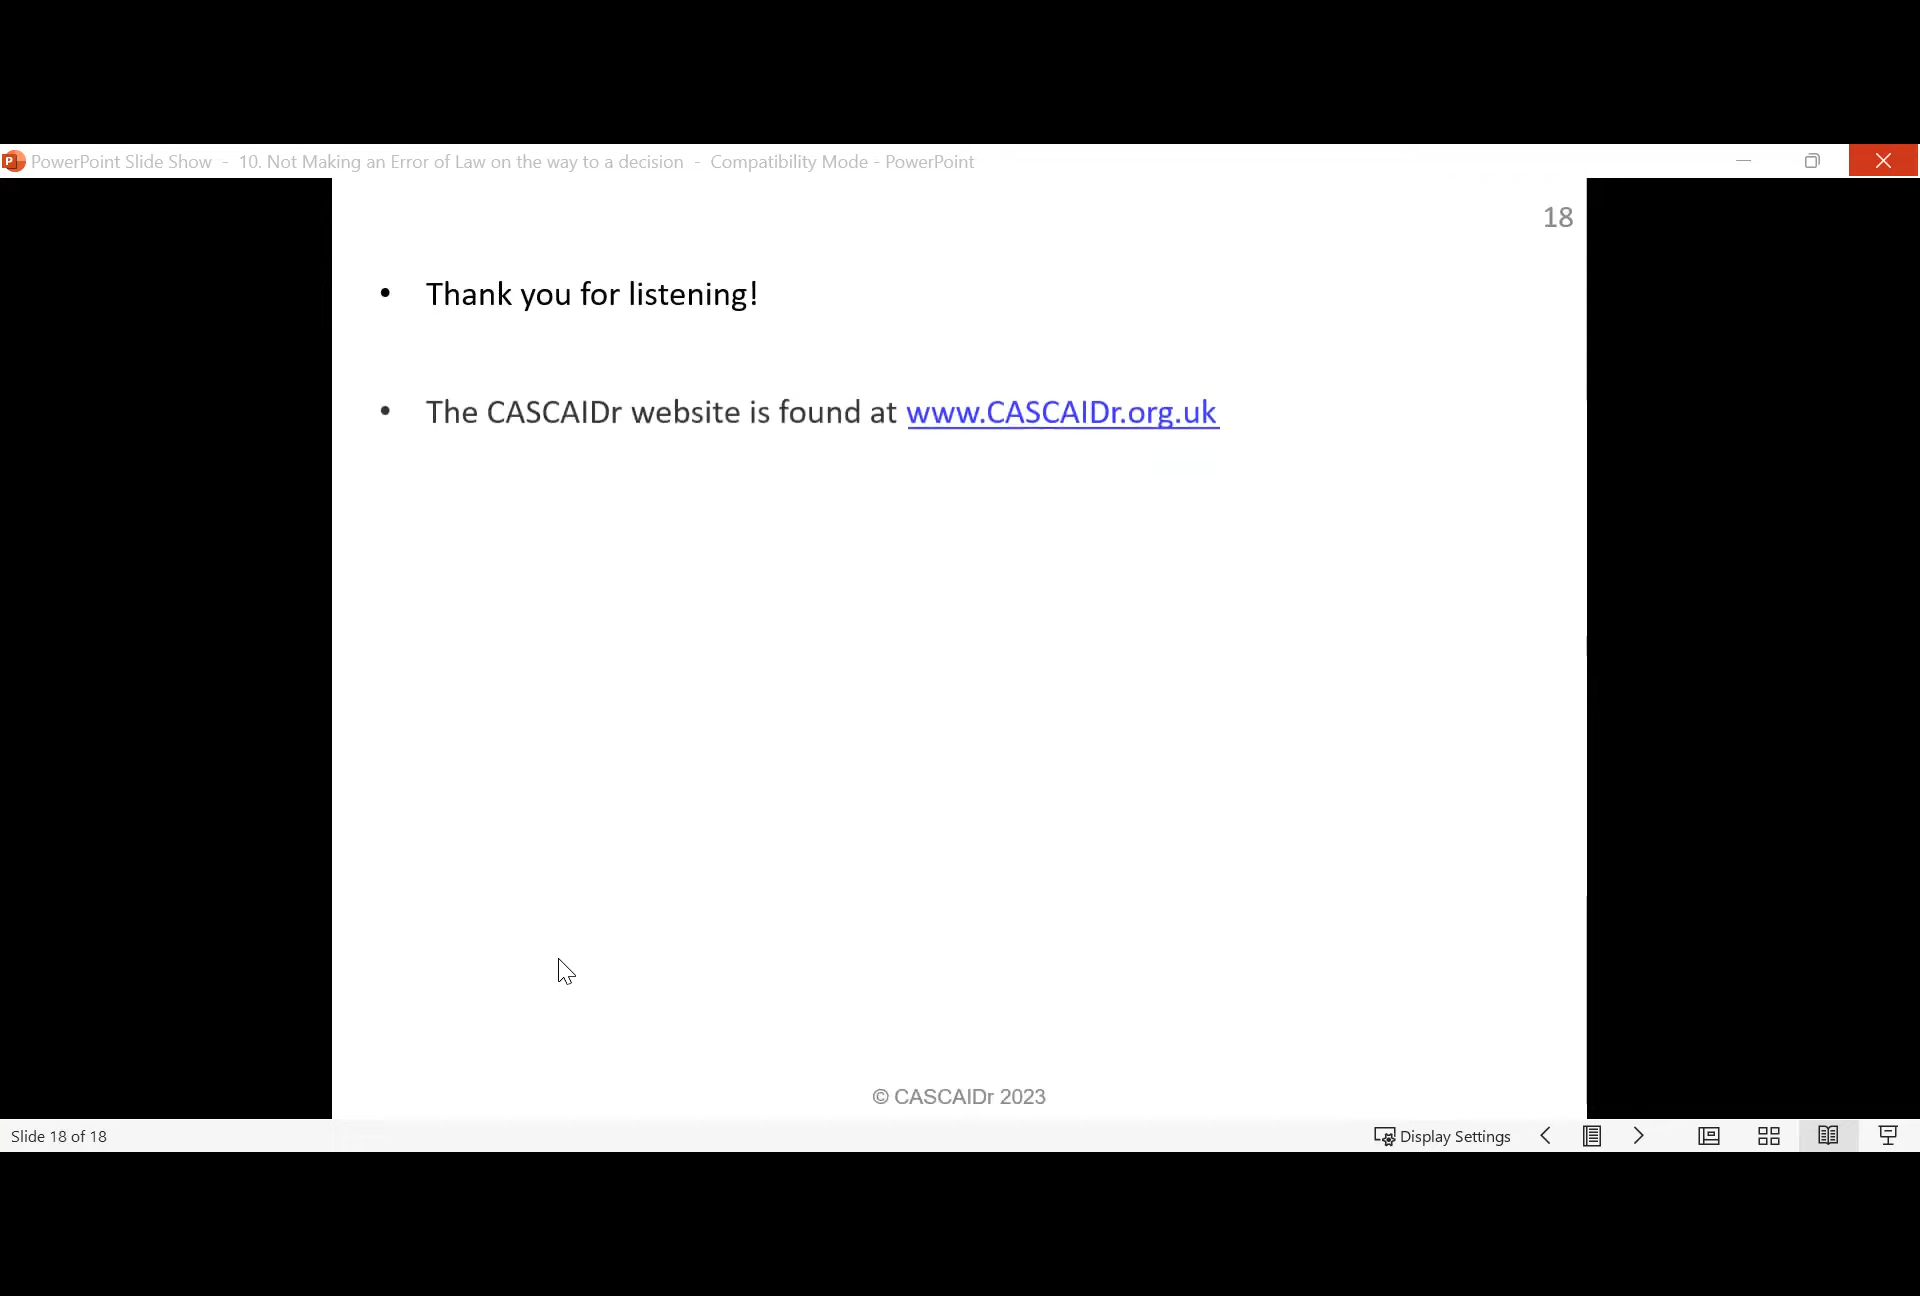 PowerPoint Slide Show - 10. Not Making an Error of Law on the way to a decision - Compatibility Mode - PowerPoint
18
• Thank you for listening!
• The CASCAIDr website is found at www.CASCAIDr.org.uk
© CASCAIDr 2023
Slide 18 of 18
Display Settings